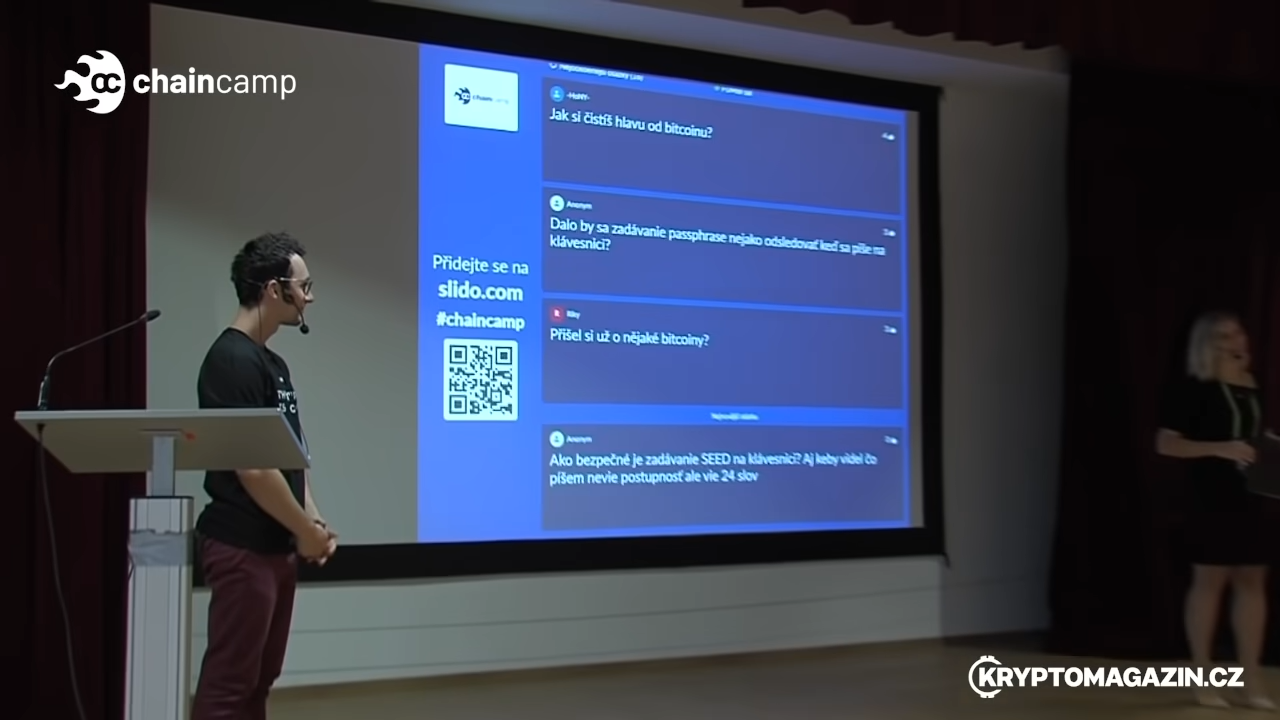 chaincamp
chaincamp
-HoNY-
Jak si čistíš hlavu od bitcoinu?
Anonym
Dalo by sa zadávanie passphrase nejako odsledovať keď sa píše na
klávesnici?
Přidejte se na
slido.com
#chaincamp
R Riky
Přišel si už o nějaké bitcoiny?
Anonym
Ako bezpečné je zadávanie SEED na klávesnici? Aj keby videl čo
píšem nevie postupnosť ale vie 24 slov
KRYPTOMAGAZIN.CZ